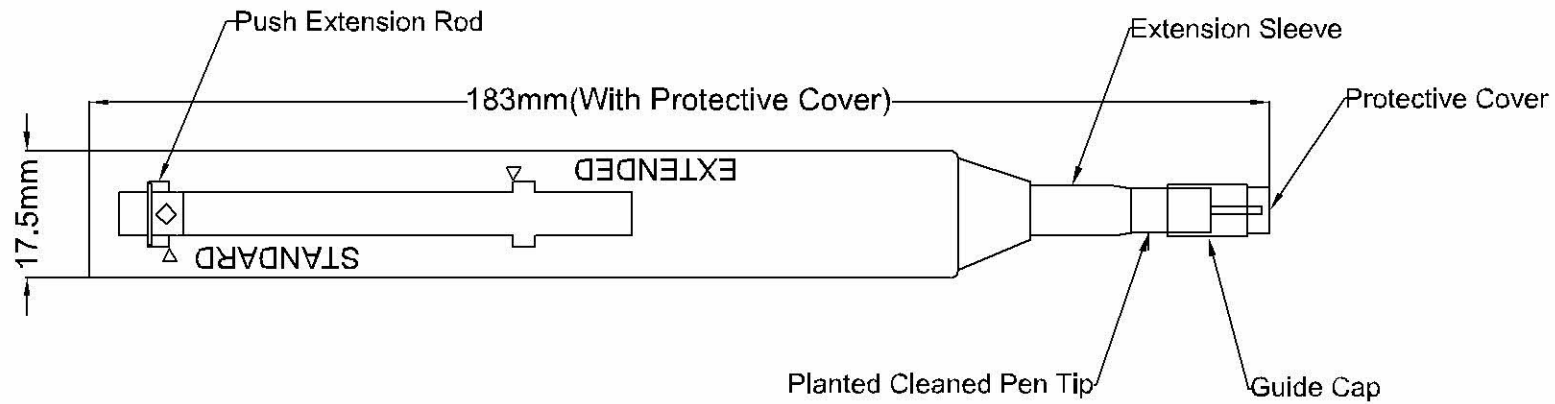 Push Extension Rod
Extension Sleeve
183mm(With Protective Cover)
Protective Cover
17.5mm
EXTENDED
STANDARD
Planted Cleaned Pen Tip
Guide Cap